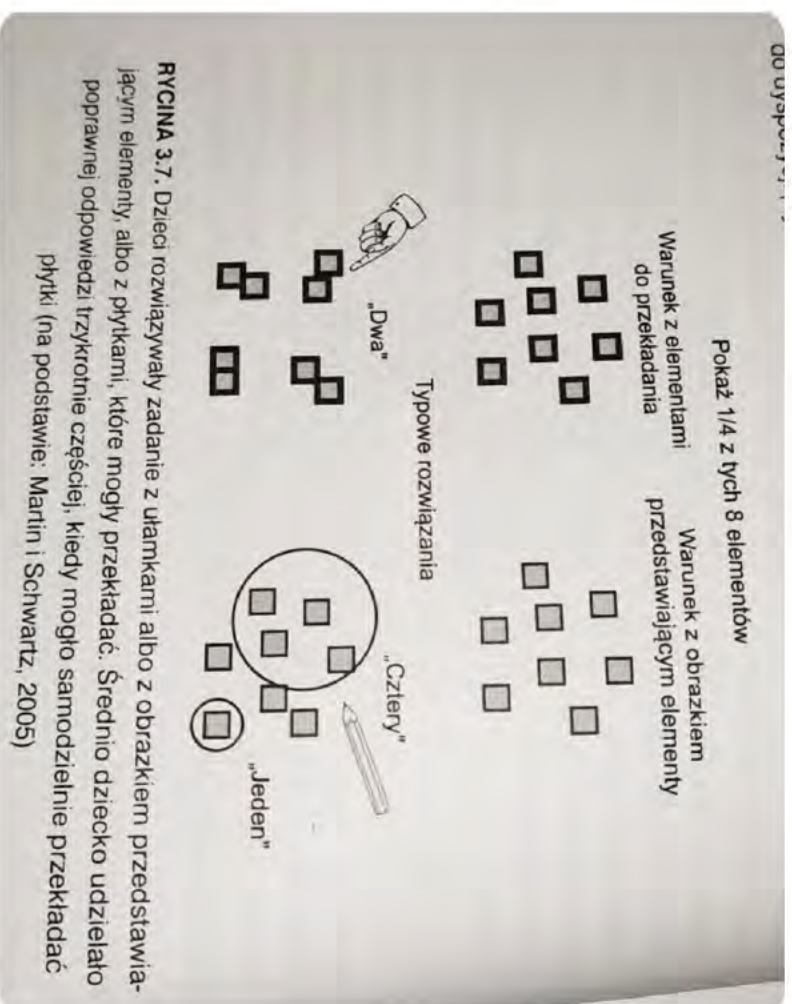 Pokaż 1/4 z tych 8 elementów
Warunek z elementami
do przekładania
Warunek z obrazkiem
przedstawiającym elementy
Typowe rozwiązania
„Dwa"
„Cztery"
„Jeden"
RYCINA 3.7. Dzieci rozwiązywały zadanie z ułamkami albo z obrazkiem przedstawia-
jącym elementy, albo z płytkami, które mogły przekładać. Średnio dziecko udzielało
poprawnej odpowiedzi trzykrotnie częściej, kiedy mogło samodzielnie przekładać
płytki (na podstawie: Martin i Schwartz, 2005)